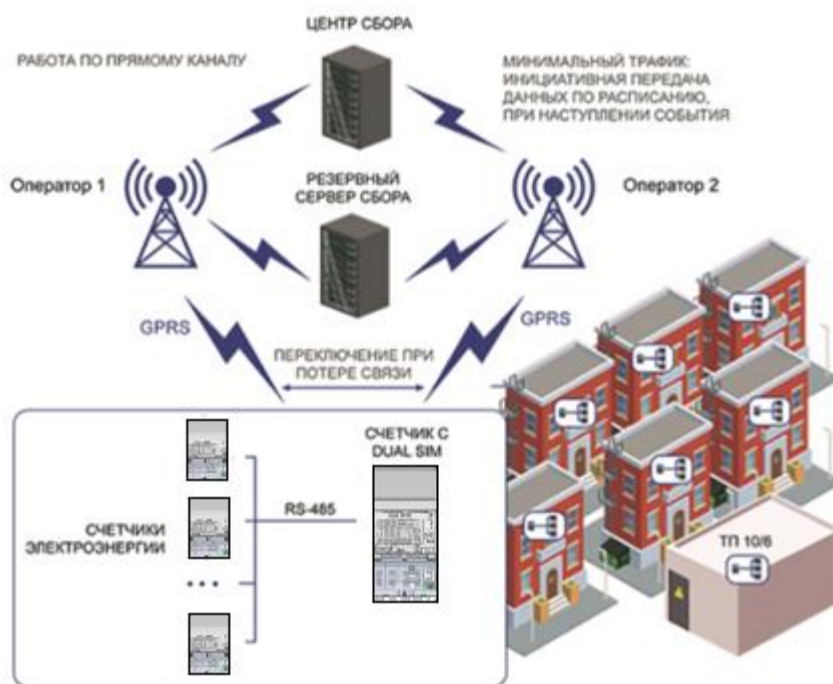 ЦЕНТР СБОРА
РАБОТА ПО ПРЯМОМУ КАНАЛУ
МИНИМАЛЬНЫЙ ТРАФИК:
ИНИЦИАТИВНАЯ ПЕРЕДАЧА
ДАННЫХ ПО РАСПИСАНИЮ,
ПРИ НАСТУПЛЕНИИ СОБЫТИЯ
Оператор 1
РЕЗЕРВНЫЙ
СЕРВЕР СБОРА
Оператор 2
GPRS
GPRS
ПЕРЕКЛЮЧЕНИЕ ПРИ
ПОТЕРЕ СВЯЗИ
СЧЕТЧИК С
DUAL SIM
RS-485
СЧЕТЧИКИ
ЭЛЕКТРОЭНЕРГИИ
ТП 10/6